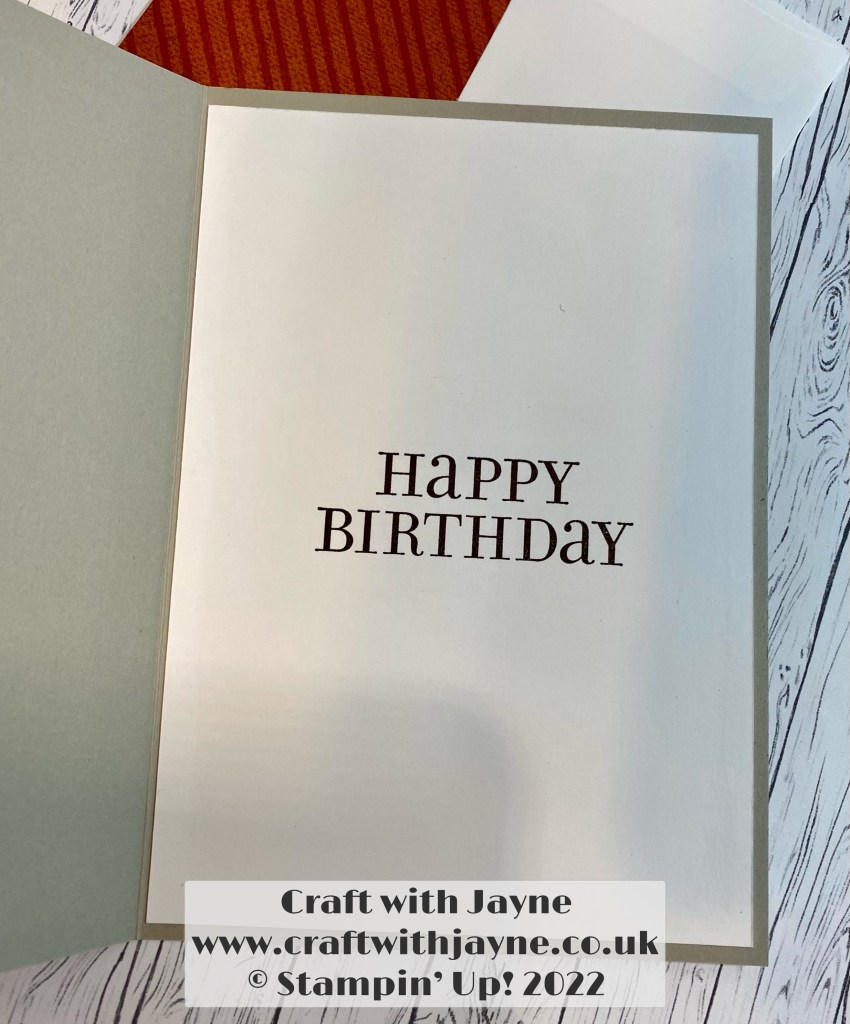 HaPPY
BIRTHDaY
Craft with Jayne
www.craftwithjayne.co.uk
© Stampin' Up! 2022